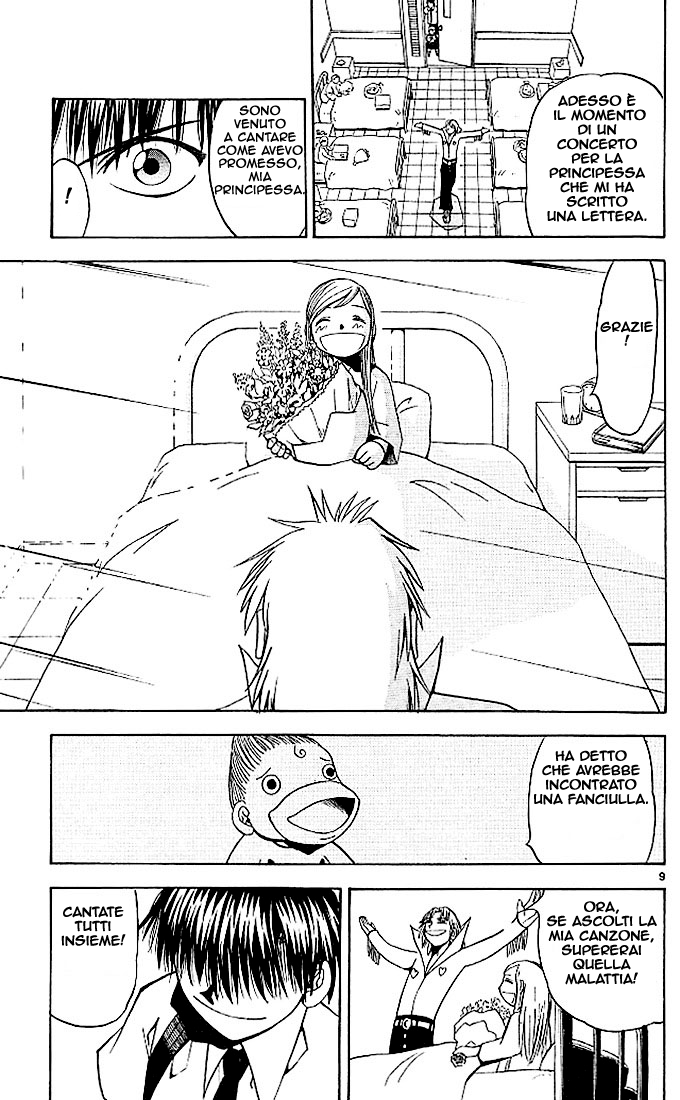 ADESSO È
IL MOMENTO
DI UN
CONCERTO
PER LA
PRINCIPESSA
CHE MI HA
SCRITTO
UNA LETTERA.
SONO
VENUTO
A CANTARE
COME AVEVO
PROMESSO,
MIA
PRINCIPESSA.
!
GRAZIE
!
HA DETTO
CHE AVREBBE
INCONTRATO
UNA FANCIULLA.
9
ORA,
SE ASCOLTI LA
MIA CANZONE,
SUPERERAI
QUELLA
MALATTIA!
CANTATE
TUTTI
INSIEME!